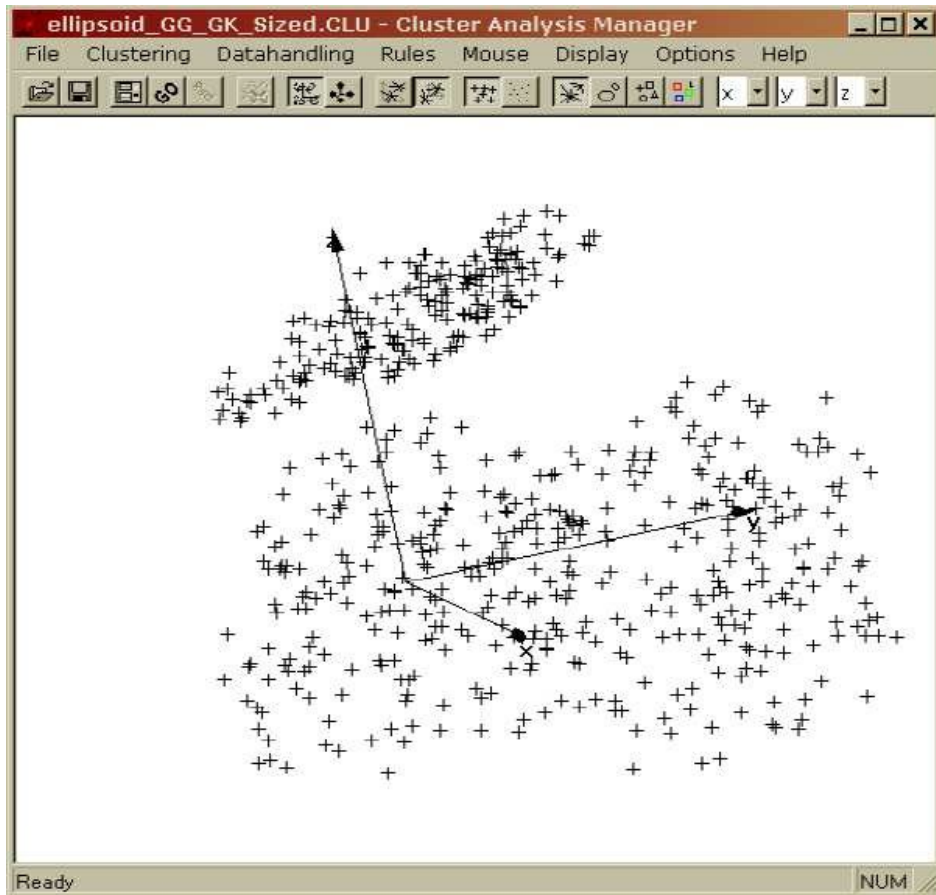 ellipsoid_GG_GK_Sized.CLU - Cluster Analysis Manager
File Clustering Datahandling Rules Mouse Display Options Help
x y z
z
y
x
Ready NUM